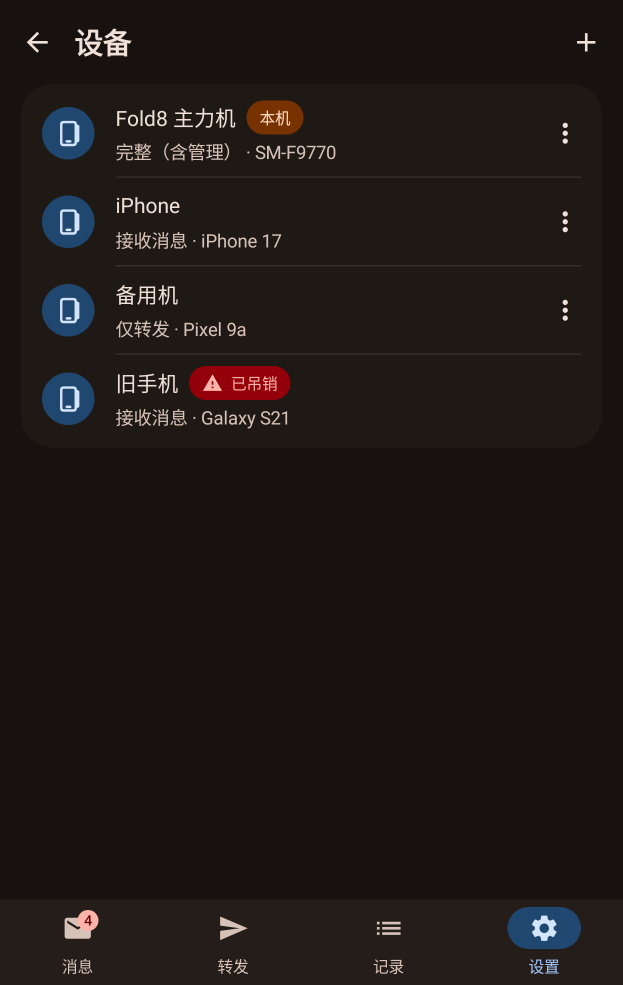 设备
Fold8 主力机 本机
完整（含管理） · SM-F9770
iPhone
接收消息 · iPhone 17
备用机
仅转发 · Pixel 9a
旧手机 已吊销
接收消息 · Galaxy S21
4
消息 转发 记录 设置